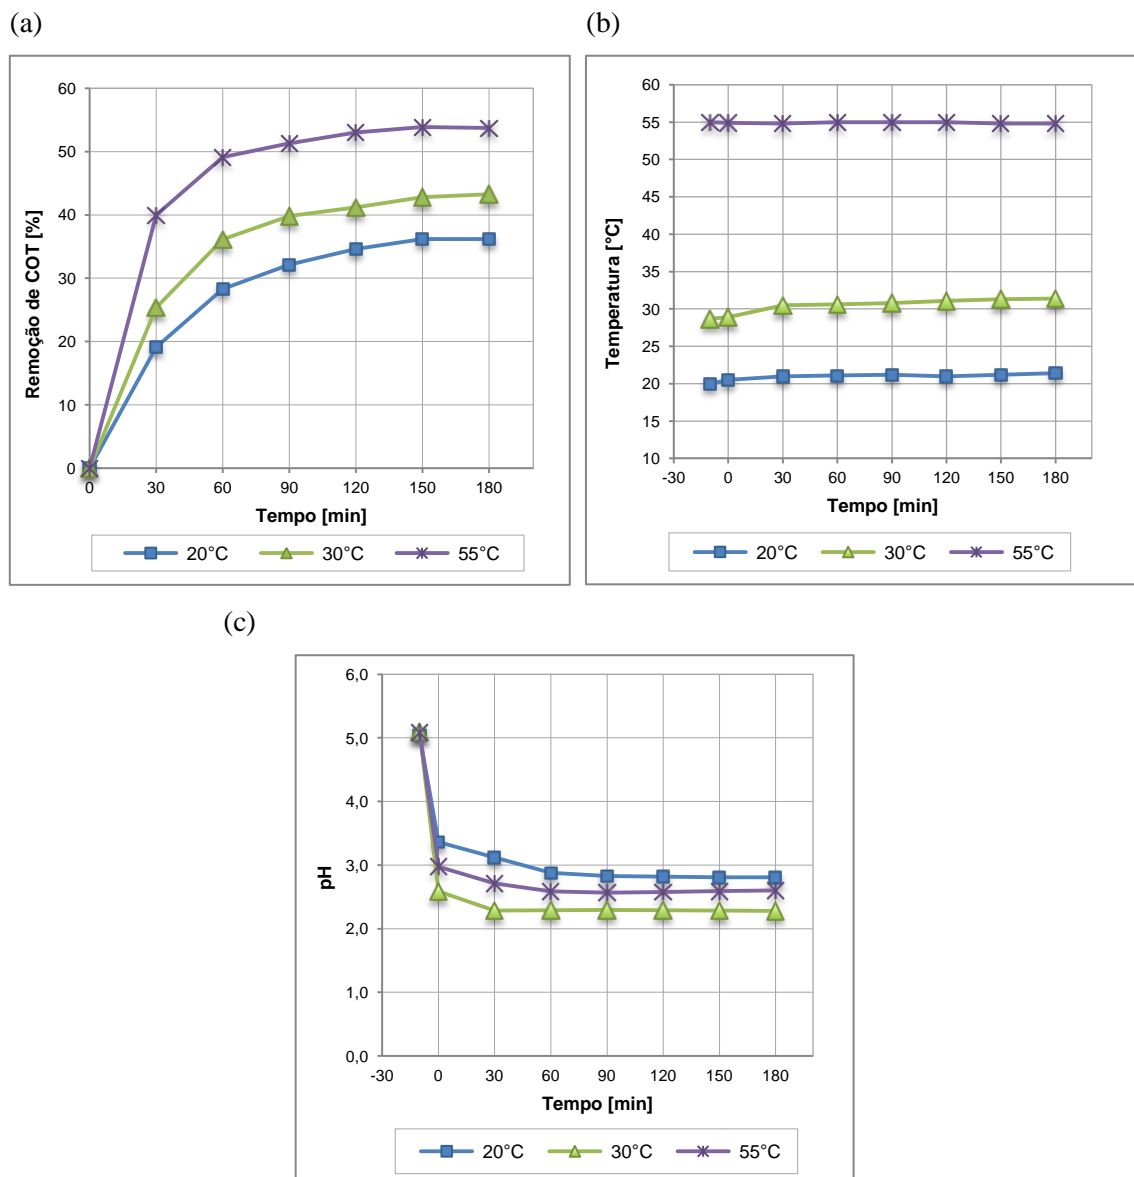 (a)
(b)
60
50
40
30
20
10
0
Remoção de COT [%]
0 30 60 90 120 150 180
Tempo [min]
20°C 30°C 55°C
60
55
50
45
40
35
30
25
20
15
10
Temperatura [°C]
-30 0 30 60 90 120 150 180
Tempo [min]
20°C 30°C 55°C
(c)
6,0
5,0
4,0
3,0
2,0
1,0
0,0
pH
-30 0 30 60 90 120 150 180
Tempo [min]
20°C 30°C 55°C